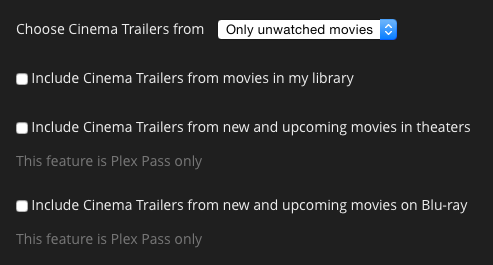 Choose Cinema Trailers from Only unwatched movies
Include Cinema Trailers from movies in my library
Include Cinema Trailers from new and upcoming movies in theaters
This feature is Plex Pass only
Include Cinema Trailers from new and upcoming movies on Blu-ray
This feature is Plex Pass only